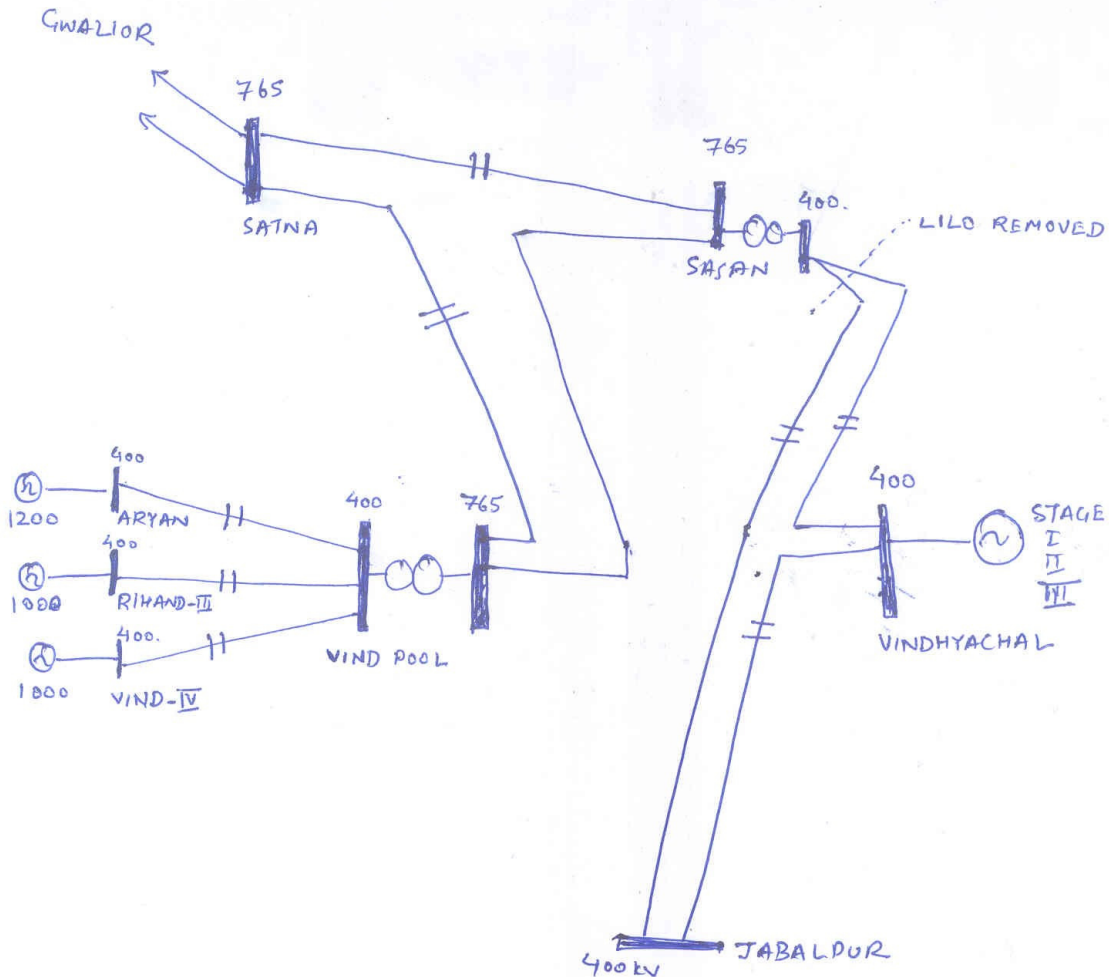 GWALIOR
765
SATNA
765
400.
SASAN
LILO REMOVED
400
ARYAN
1200
400
RIHAND-III
1000
400.
VIND-IV
1000
400
765
VIND POOL
400
STAGE
I
II
III
VINDHYACHAL
400 KV
JABALPUR